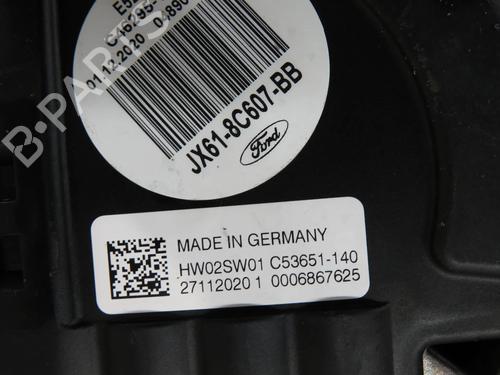 01.12.2020
JX61-8C607-BB
Ford
MADE IN GERMANY
HW02SW01 C53651-140
27112020 1 0006867625
B-PARTS